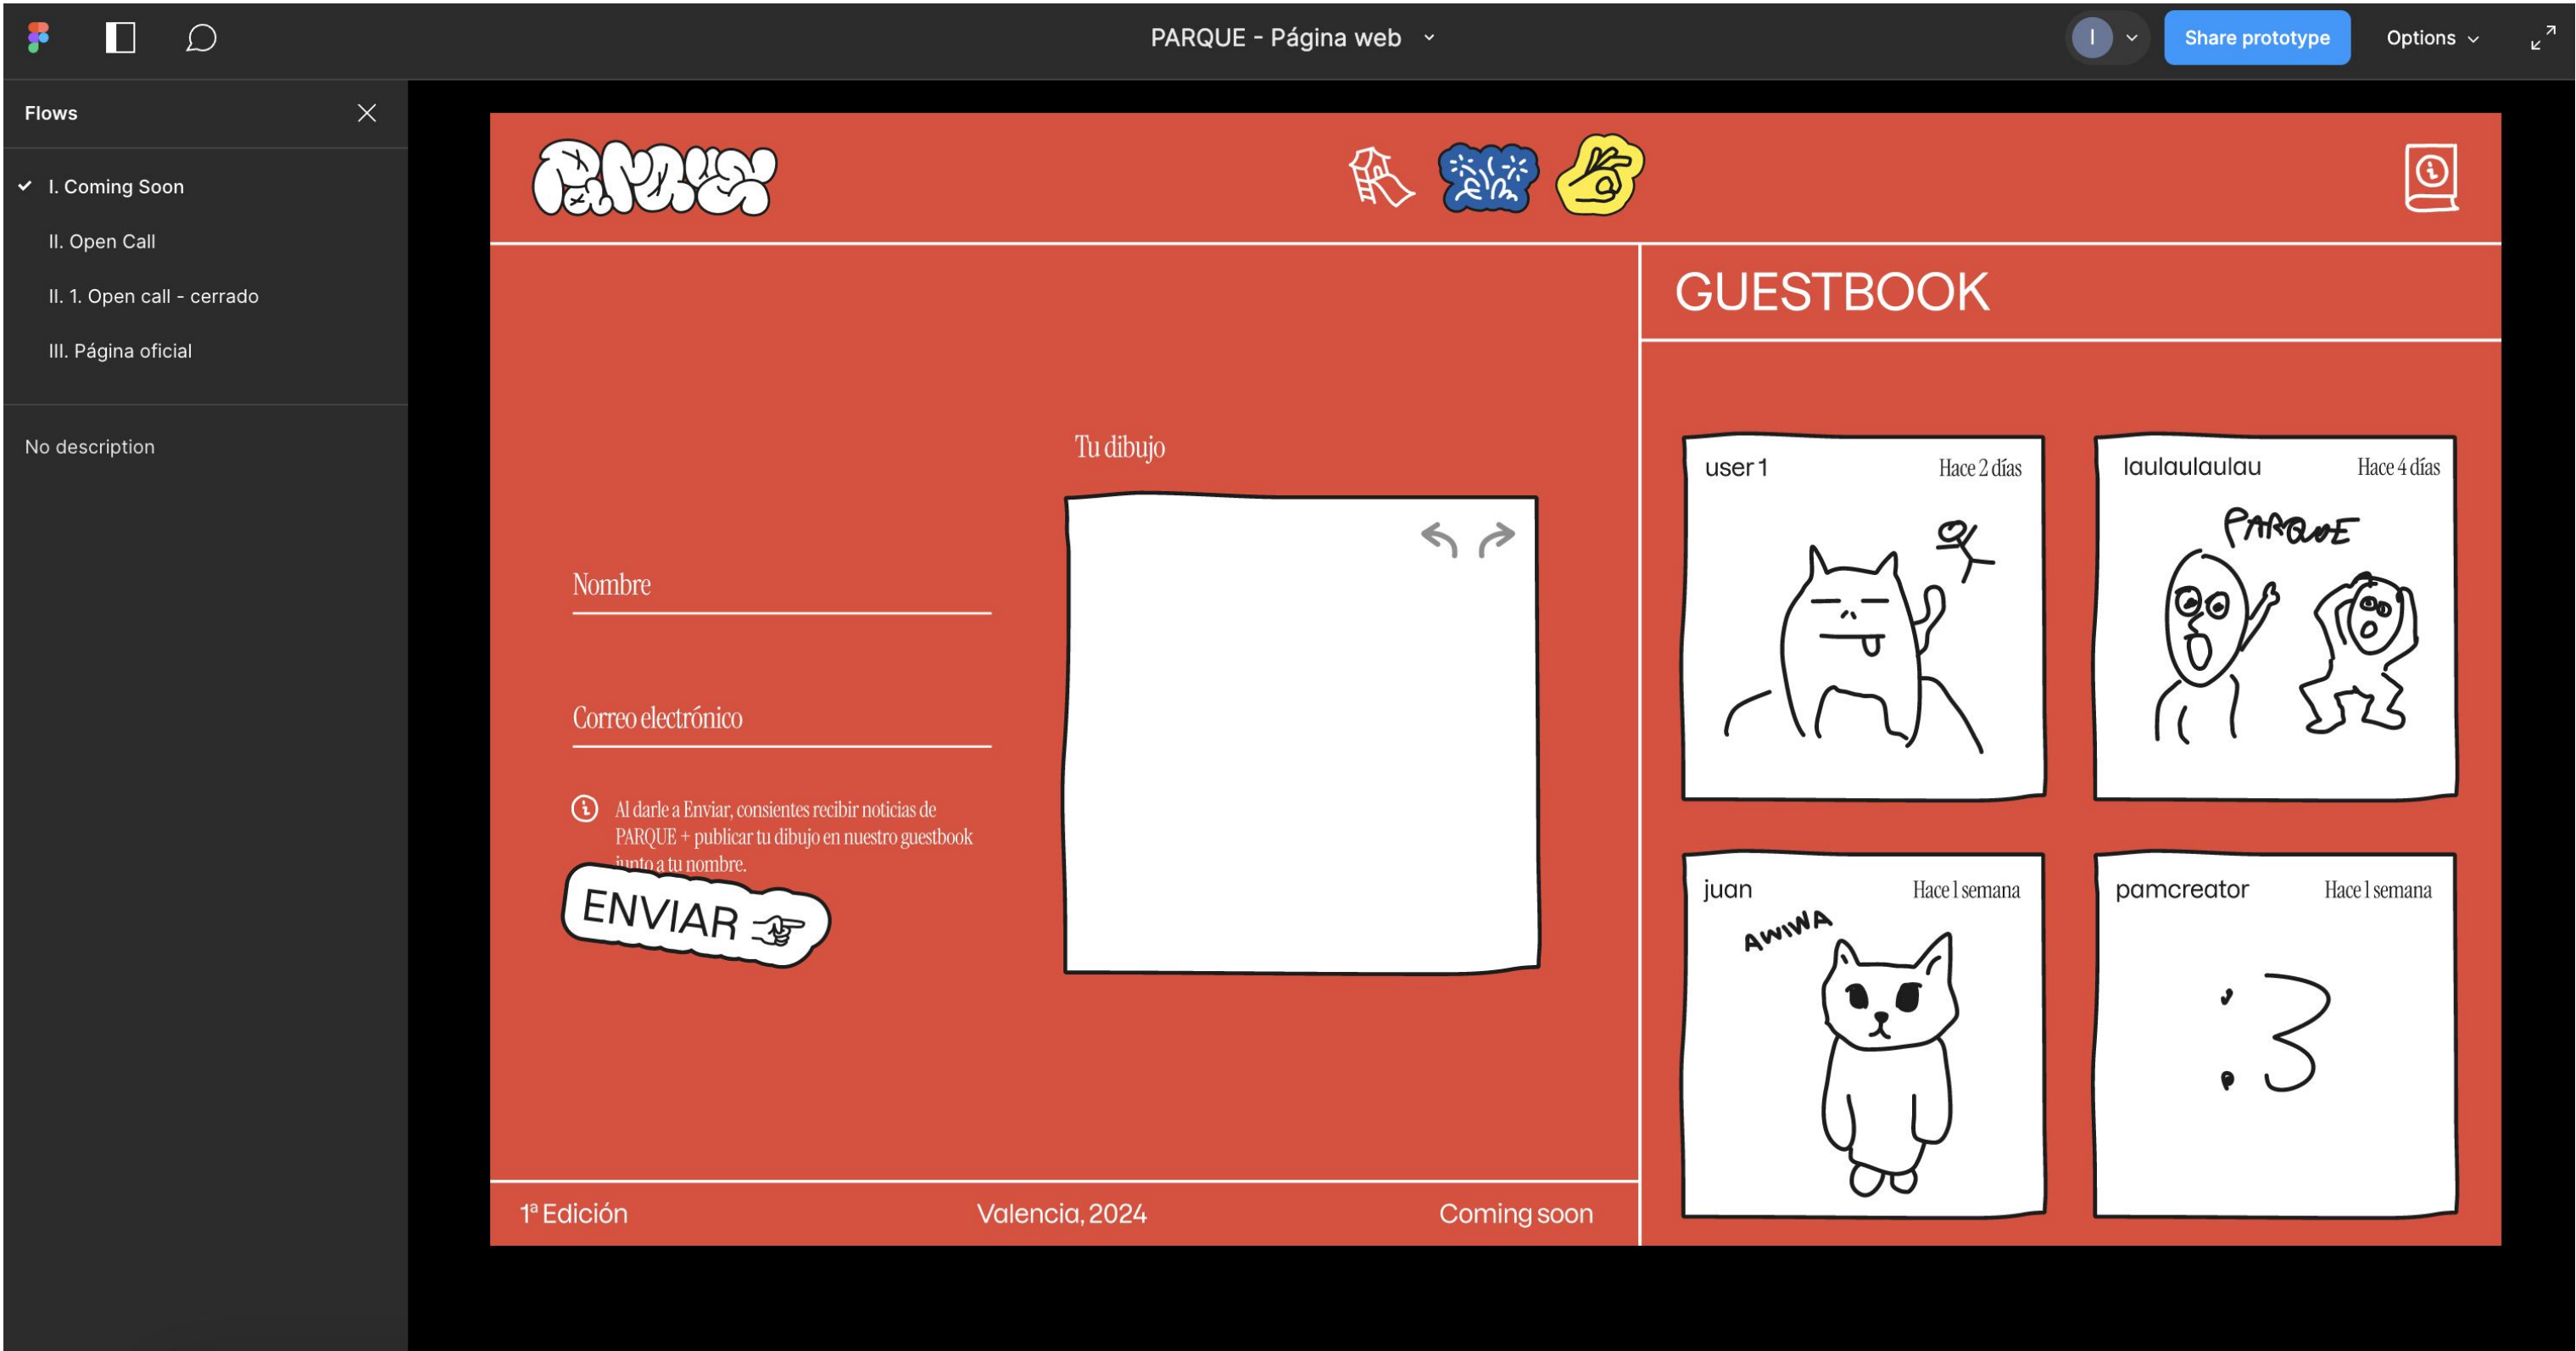 PARQUE - Página web
I
Share prototype
Options
Flows
I. Coming Soon
II. Open Call
II. 1. Open call - cerrado
III. Página oficial
No description
PARQUE
GUESTBOOK
Tu dibujo
Nombre
Correo electrónico
Al darle a Enviar, consientes recibir noticias de
PARQUE + publicar tu dibujo en nuestro guestbook
junto a tu nombre.
ENVIAR
1ª Edición
Valencia, 2024
Coming soon
user 1
Hace 2 días
laulaulaulau
Hace 4 días
PARQUE
juan
Hace 1 semana
AWIWA
pamcreator
Hace 1 semana
:3